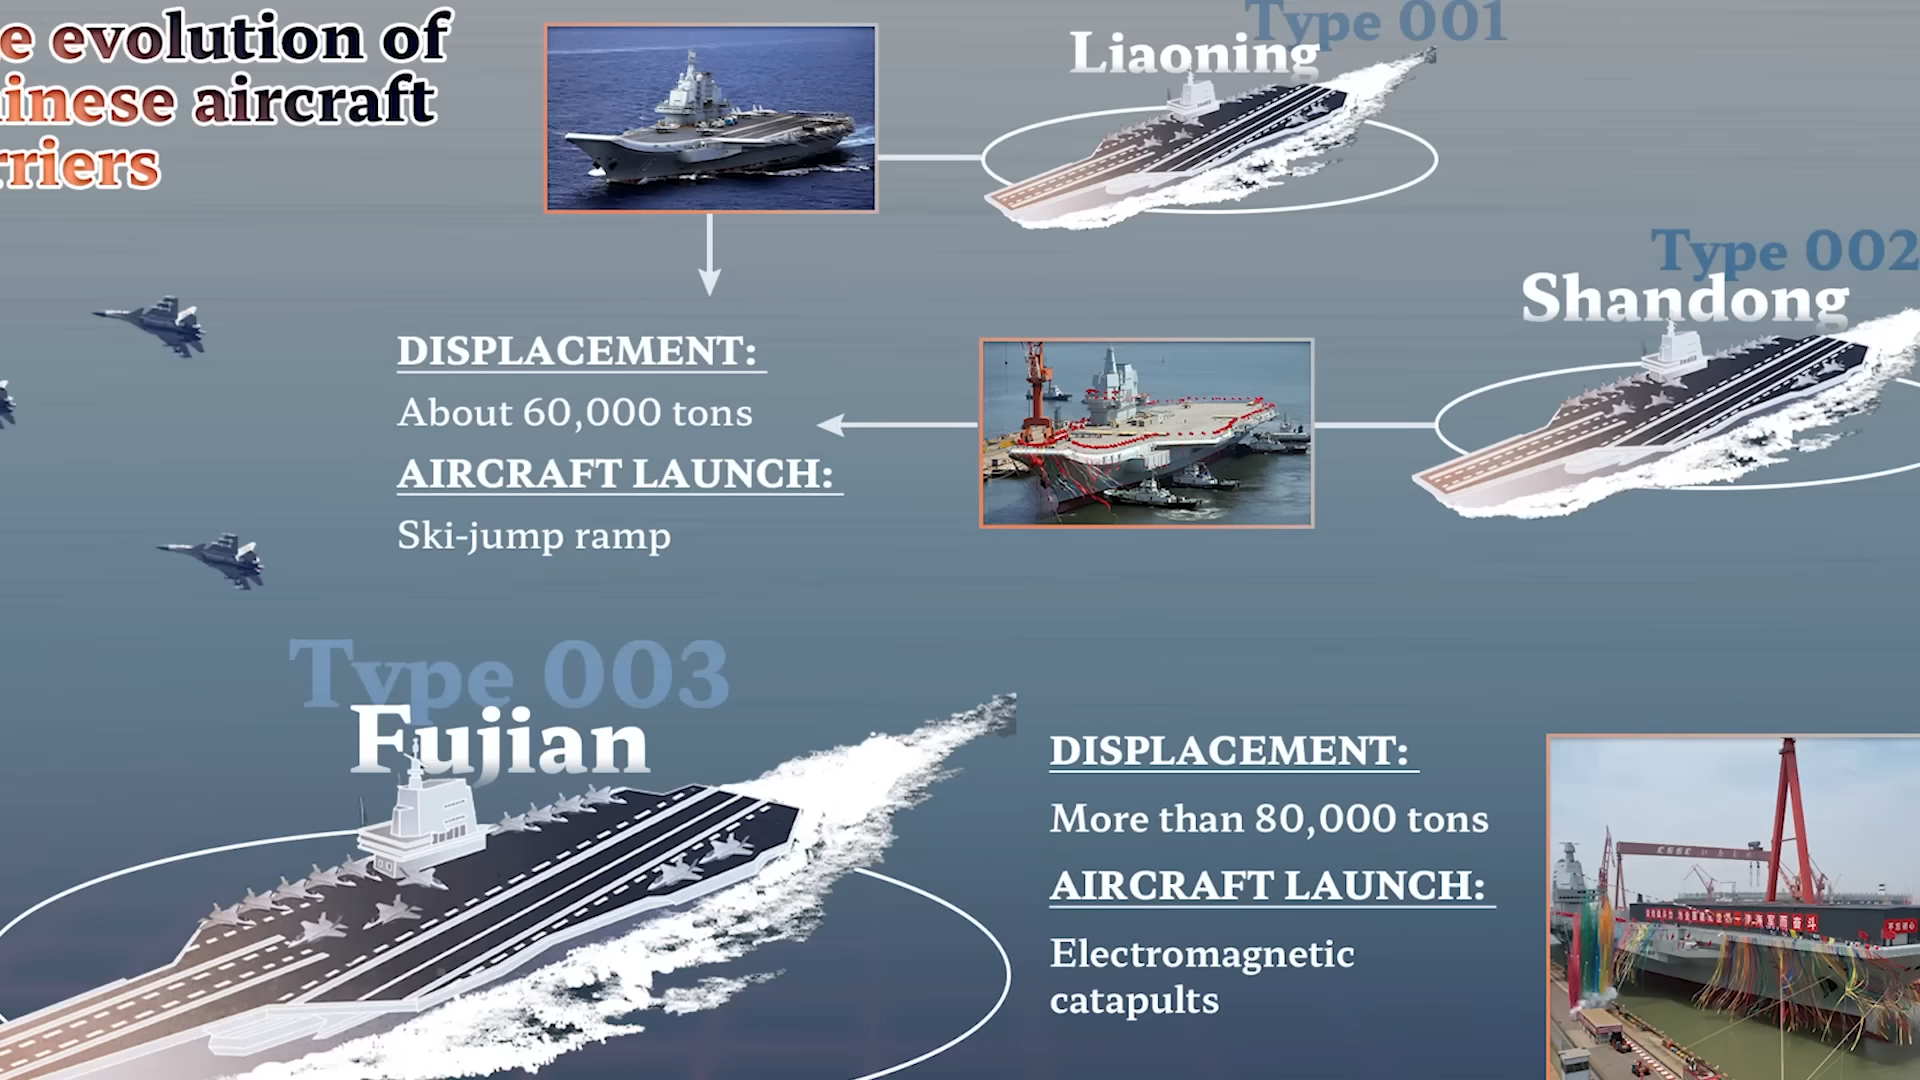 e evolution of
inese aircraft
rriers
Type 001
Liaoning
Type 002
Shandong
DISPLACEMENT:
About 60,000 tons
AIRCRAFT LAUNCH:
Ski-jump ramp
Type 003
Fujian
DISPLACEMENT:
More than 80,000 tons
AIRCRAFT LAUNCH:
Electromagnetic
catapults